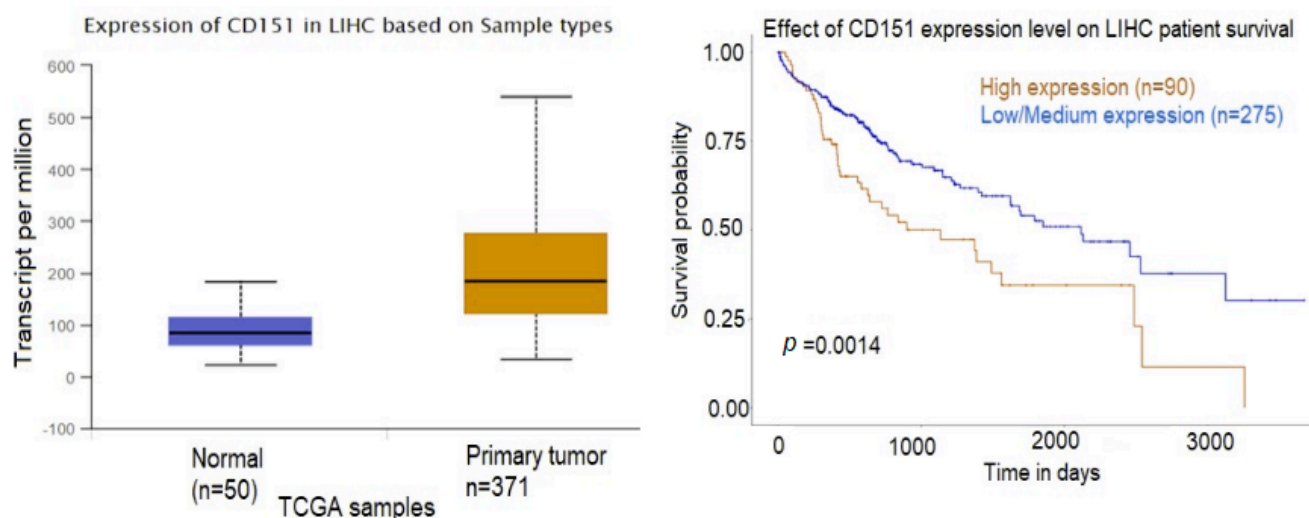 Expression of CD151 in LIHC based on Sample types
Transcript per million
600
500
400
300
200
100
0
-100
Normal
(n=50)
Primary tumor
n=371
TCGA samples
Effect of CD151 expression level on LIHC patient survival
High expression (n=90)
Low/Medium expression (n=275)
Survival probability
1.00
0.75
0.50
0.25
0.00
p =0.0014
0 1000 2000 3000
Time in days